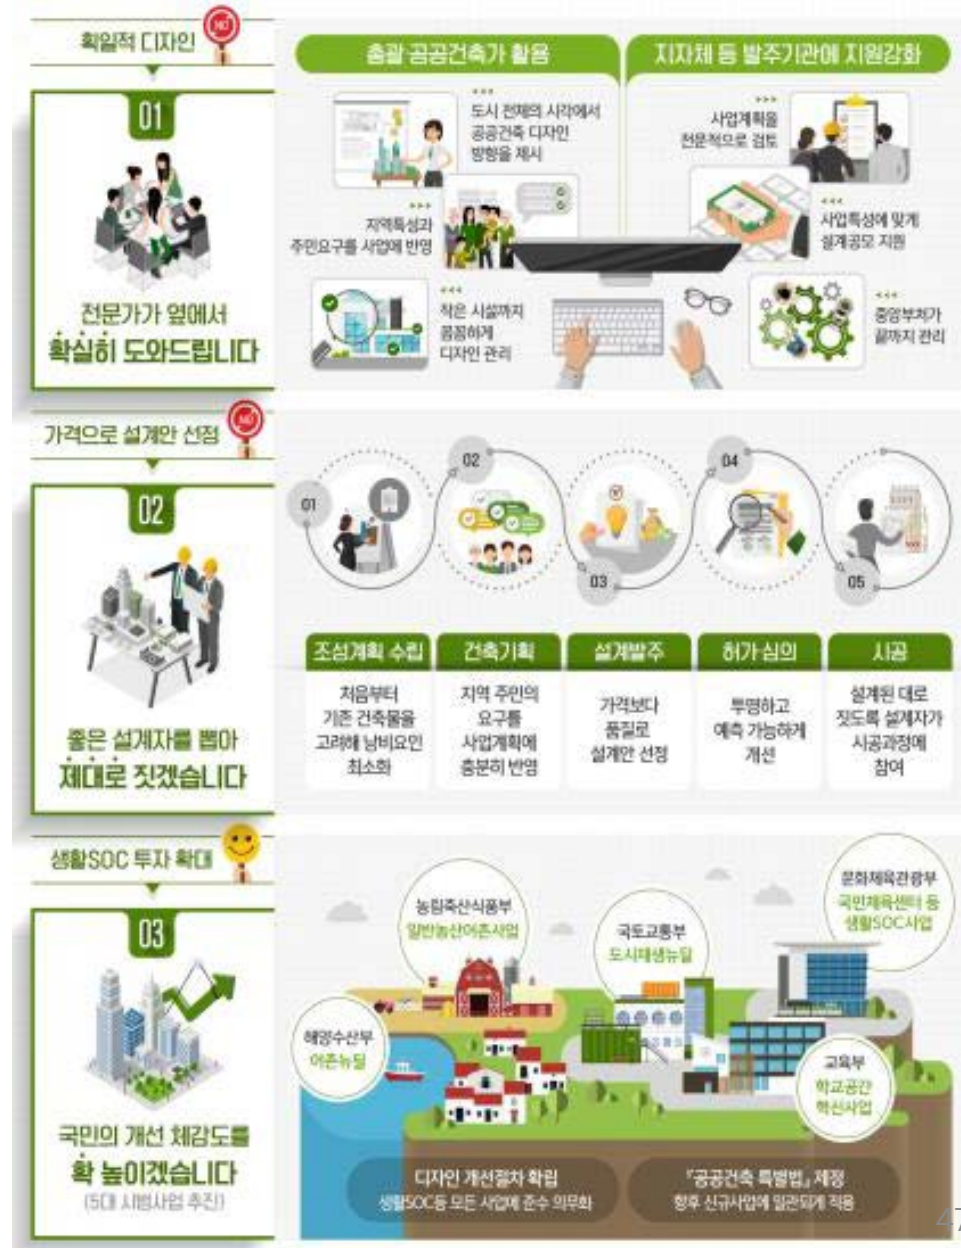 획일적 디자인
NO
01
전문가가 옆에서
확실히 도와드립니다
총괄 공공건축가 활용
도시 전체의 시각에서
공공건축 디자인
방향을 제시
지역특성과
주민요구를 사업에 반영
작은 시설까지
꼼꼼하게
디자인 관리
지자체 등 발주기관에 지원강화
사업계획을
전문적으로 검토
사업특성에 맞게
설계공모 지원
중앙부처가
끝까지 관리
가격으로 설계안 선정
NO
02
좋은 설계자를 뽑아
제대로 짓겠습니다
01
02
03
04
05
조성계획 수립
처음부터
기존 건축물을
고려해 낭비요인
최소화
건축기획
지역 주민의
요구를
사업계획에
충분히 반영
설계발주
가격보다
품질로
설계안 선정
허가·심의
투명하고
예측 가능하게
개선
시공
설계된 대로
짓도록 설계자가
시공과정에
참여
생활SOC 투자 확대
03
국민의 개선 체감도를
확 높이겠습니다
(5대 시범사업 추진)
농림축산식품부
일반농산어촌사업
국토교통부
도시재생뉴딜
문화체육관광부
국민체육센터 등
생활SOC사업
해양수산부
어촌뉴딜
교육부
학교공간
혁신사업
디자인 개선절차 확립
생활SOC등 모든 사업에 준수 의무화
『공공건축 특별법』 제정
향후 신규사업에 일관되게 적용
47